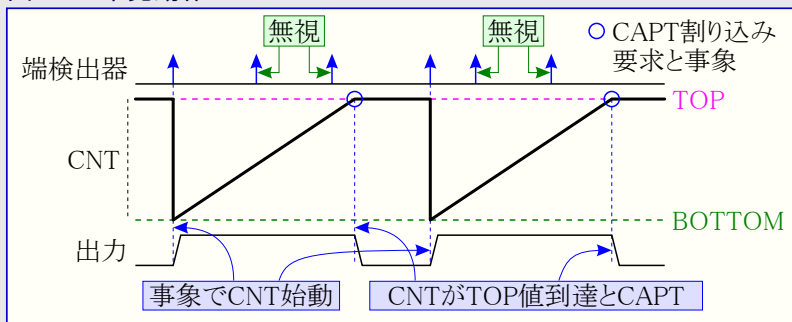 無視
無視
CAPT割り込み
要求と事象
端検出器
TOP
CNT
BOTTOM
出力
事象でCNT始動
CNTがTOP値到達とCAPT